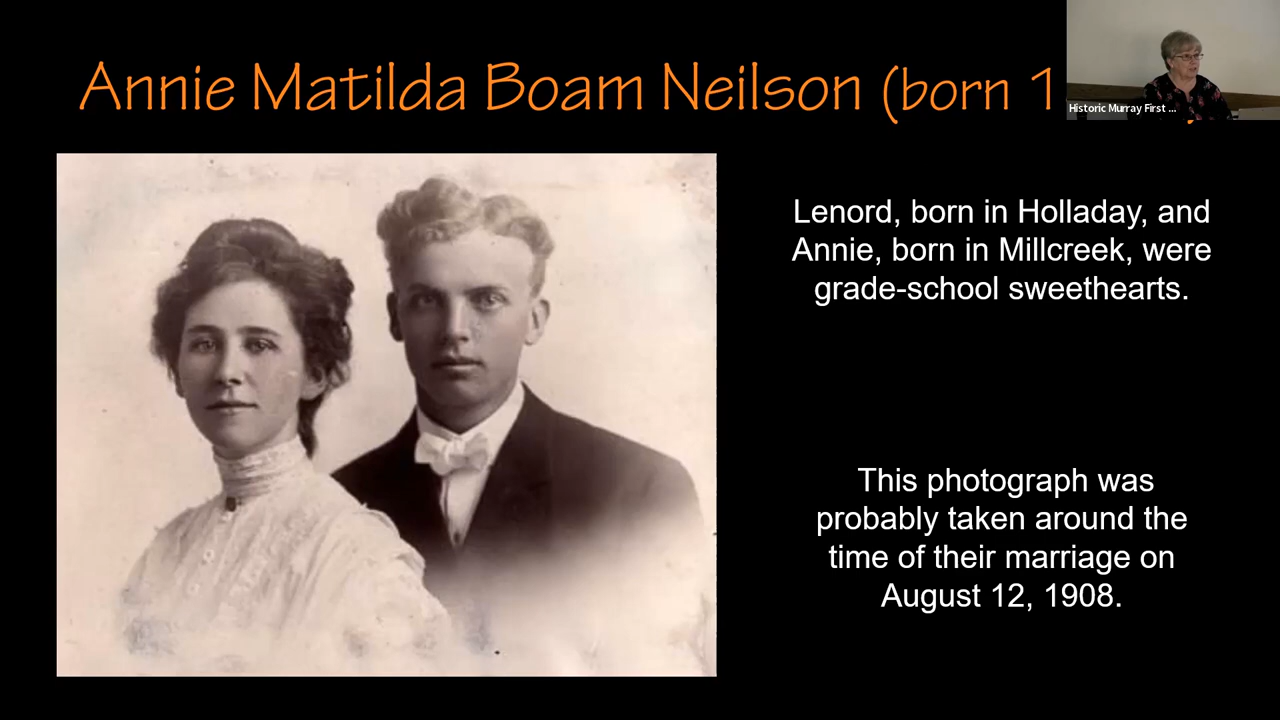 Annie Matilda Boam Neilson (born 1
Historic Murray First ...
Lenord, born in Holladay, and
Annie, born in Millcreek, were
grade-school sweethearts.
This photograph was
probably taken around the
time of their marriage on
August 12, 1908.